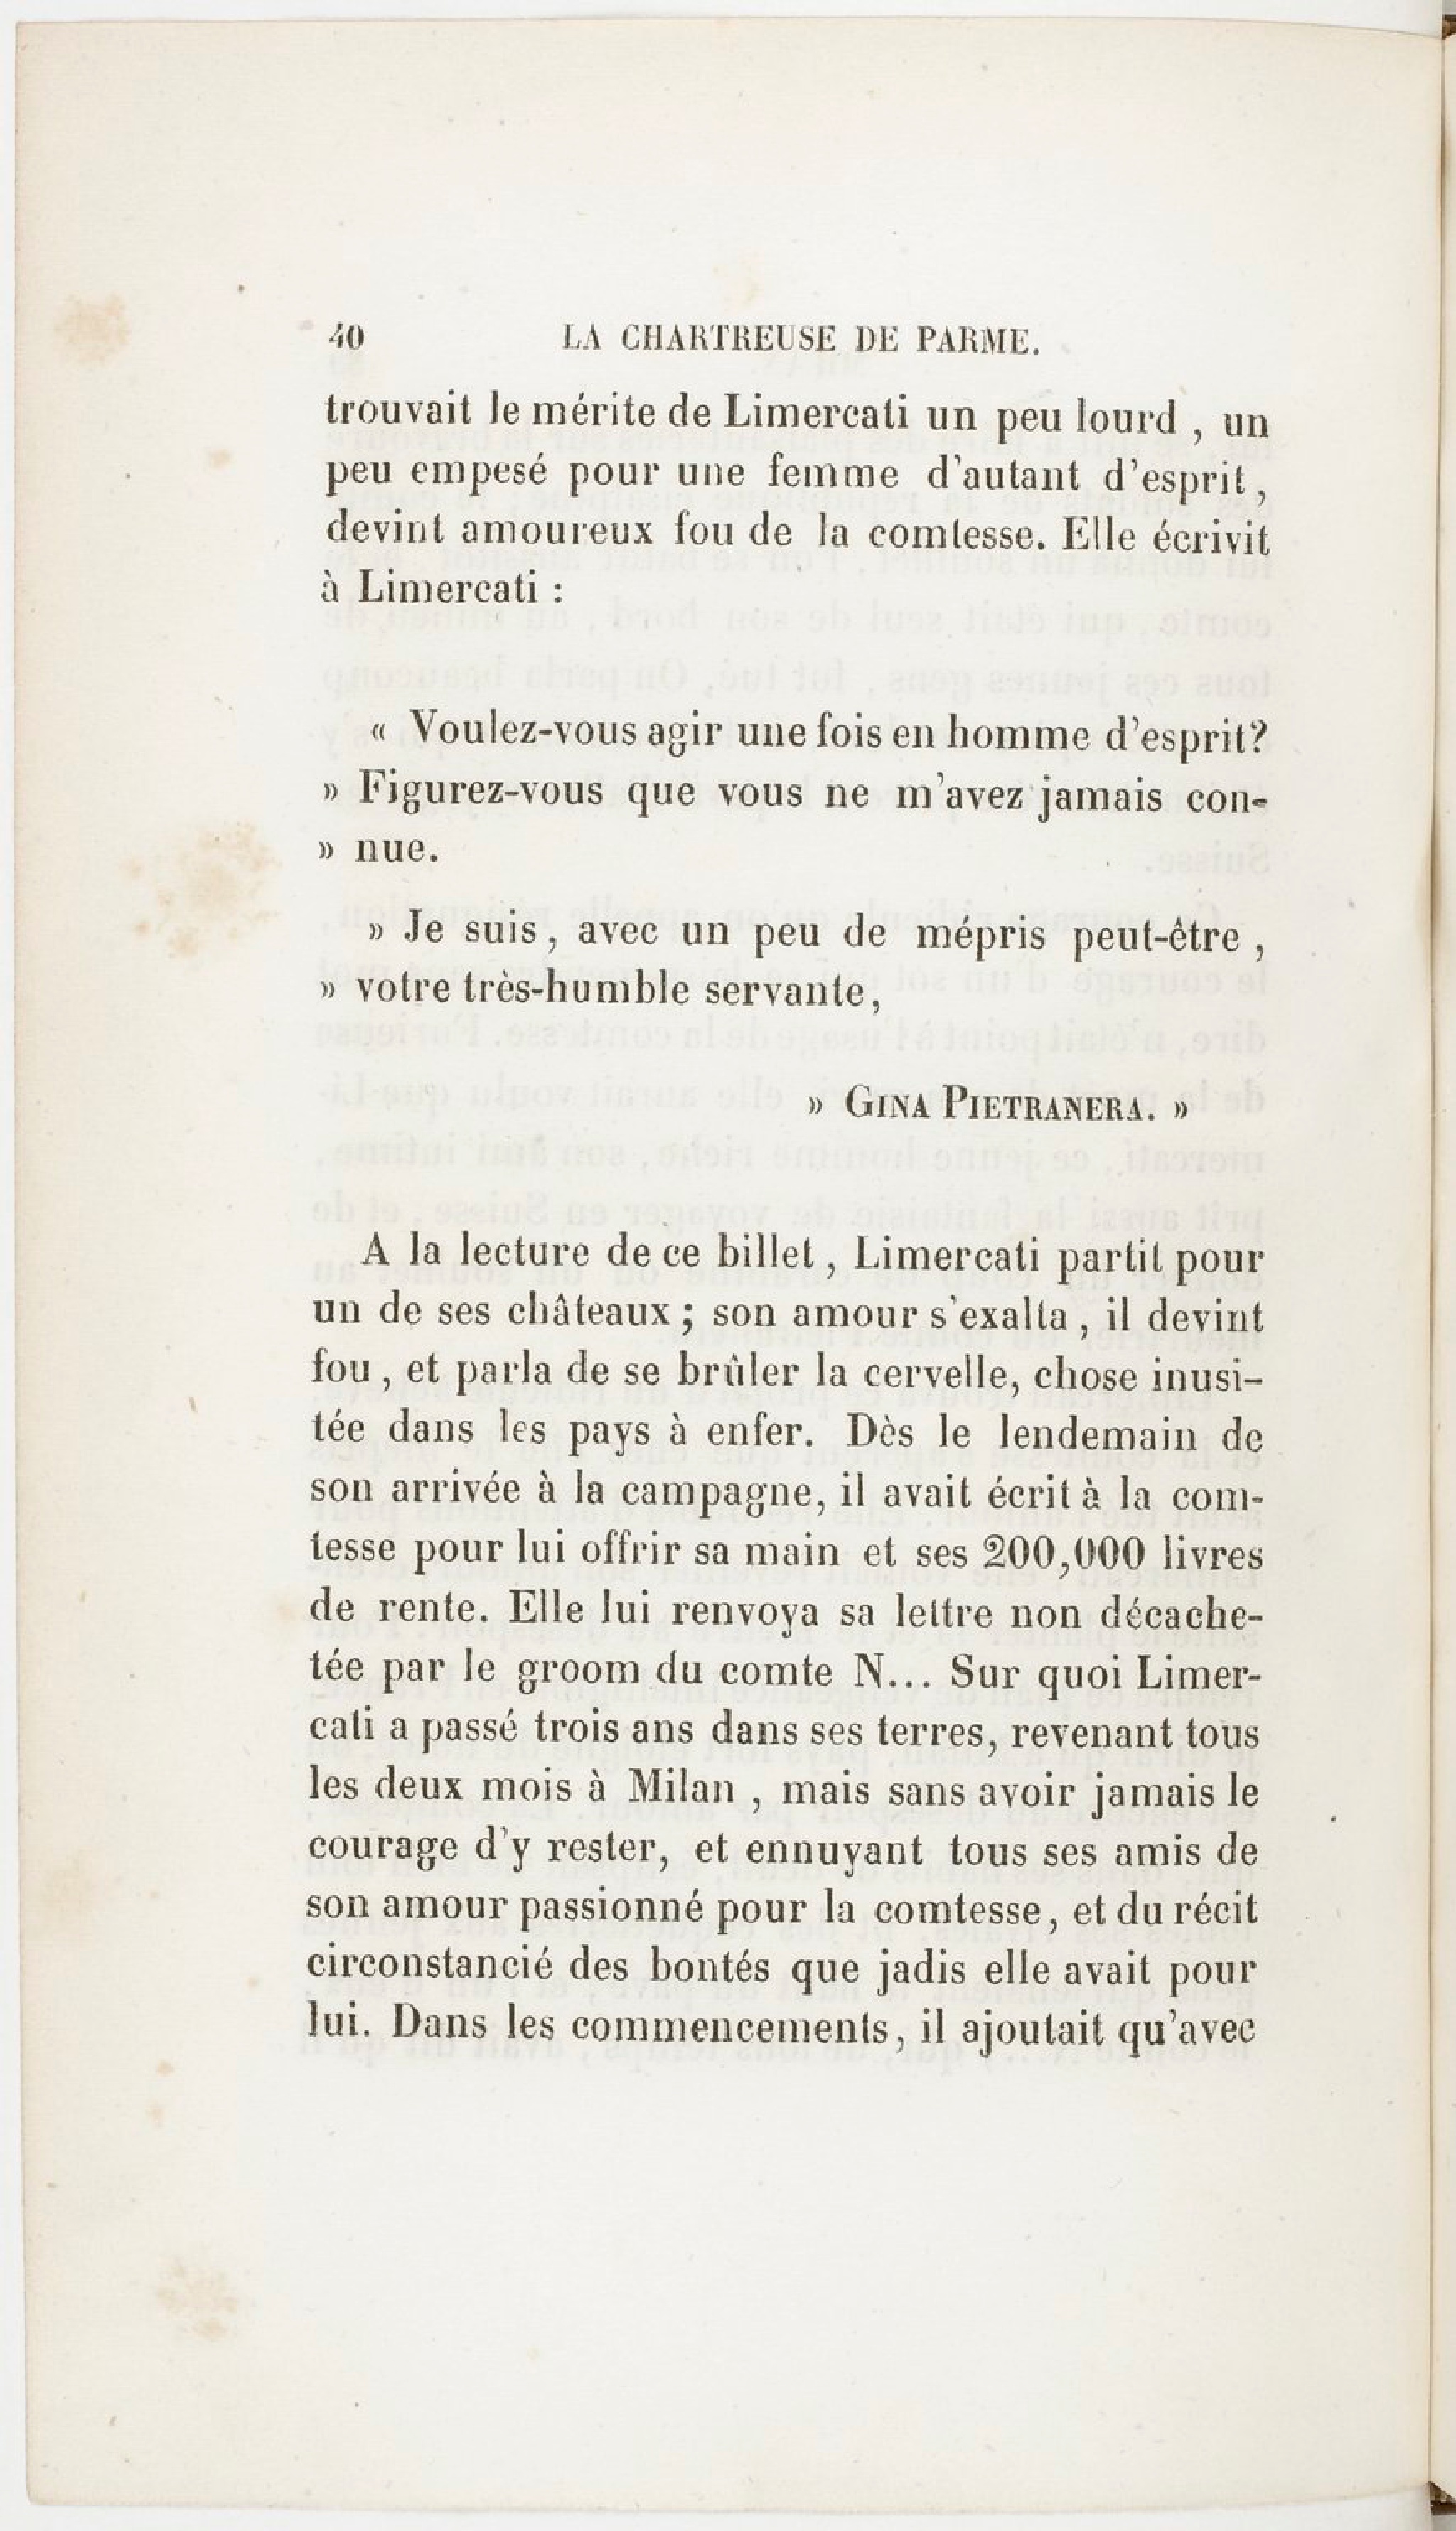 40 LA CHARTREUSE DE PARME.
trouvait le mérite de Limercati un peu lourd , un
peu empesé pour une femme d'autant d'esprit ,
devint amoureux fou de la comtesse. Elle écrivit
à Limercati :
« Voulez-vous agir une fois en homme d'esprit?
» Figurez-vous que vous ne m'avez jamais con-
» nue.
» Je suis , avec un peu de mépris peut-être ,
» votre très-humble servante,
» GINA PIETRANERA. »
A la lecture de ce billet , Limercati partit pour
un de ses châteaux ; son amour s'exalta , il devint
fou , et parla de se brûler la cervelle, chose inusi-
tée dans les pays à enfer. Dès le lendemain de
son arrivée à la campagne, il avait écrit à la com-
tesse pour lui offrir sa main et ses 200,000 livres
de rente. Elle lui renvoya sa lettre non décache-
tée par le groom du comte N... Sur quoi Limer-
cati a passé trois ans dans ses terres, revenant tous
les deux mois à Milan , mais sans avoir jamais le
courage d'y rester, et ennuyant tous ses amis de
son amour passionné pour la comtesse, et du récit
circonstancié des bontés que jadis elle avait pour
lui. Dans les commencements, il ajoutait qu'avec